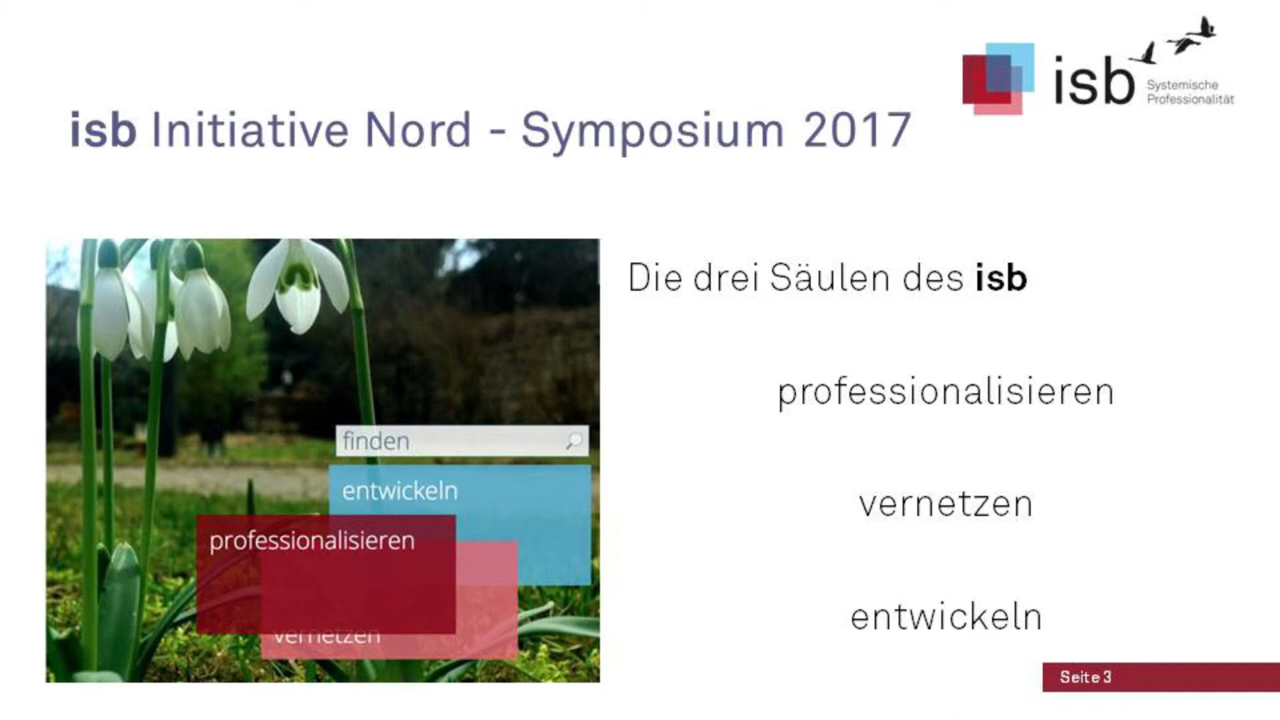 isb Systemische
Professionalität
isb Initiative Nord - Symposium 2017
Die drei Säulen des isb
professionalisieren
vernetzen
entwickeln
finden
entwickeln
professionalisieren
vernetzen
Seite 3